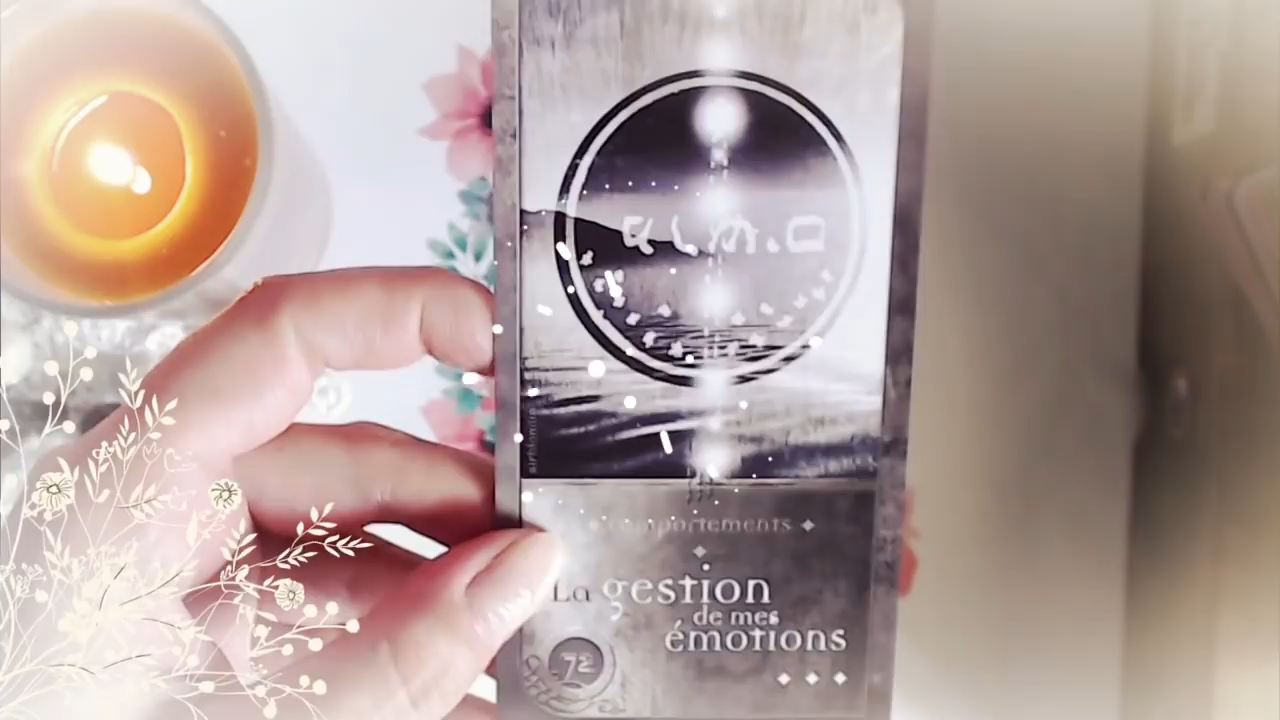 comportements
La gestion
de mes
émotions
72